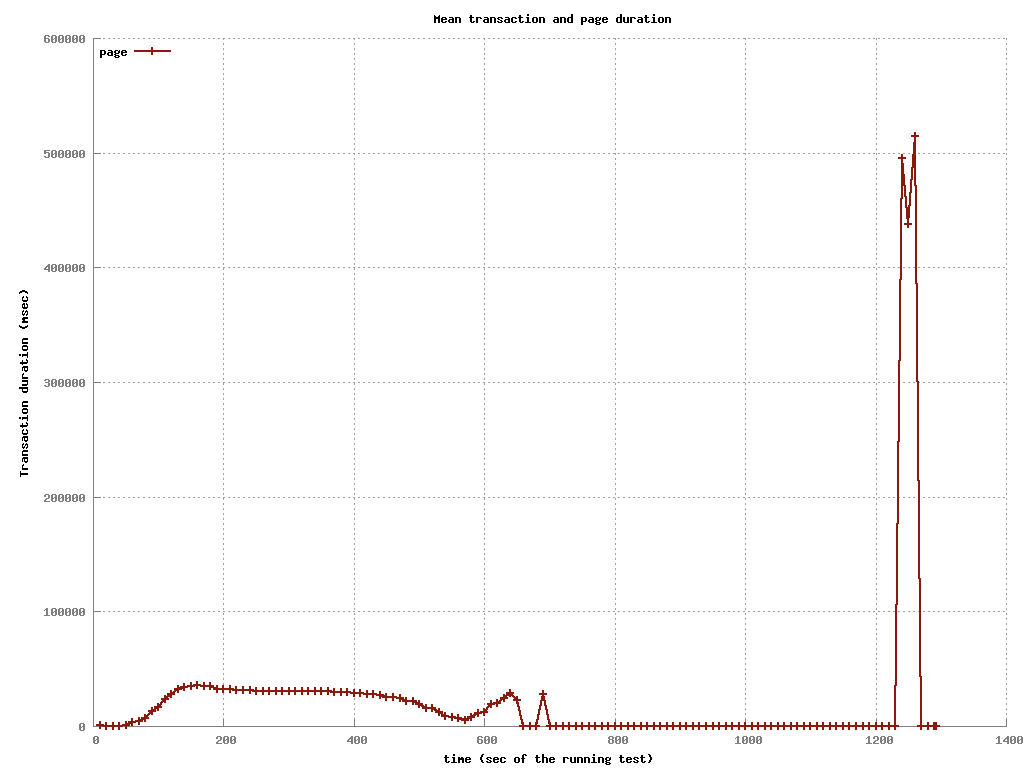 Mean transaction and page duration
600000
page
500000
400000
Transaction duration (msec)
300000
200000
100000
0
0 200 400 600 800 1000 1200 1400
time (sec of the running test)